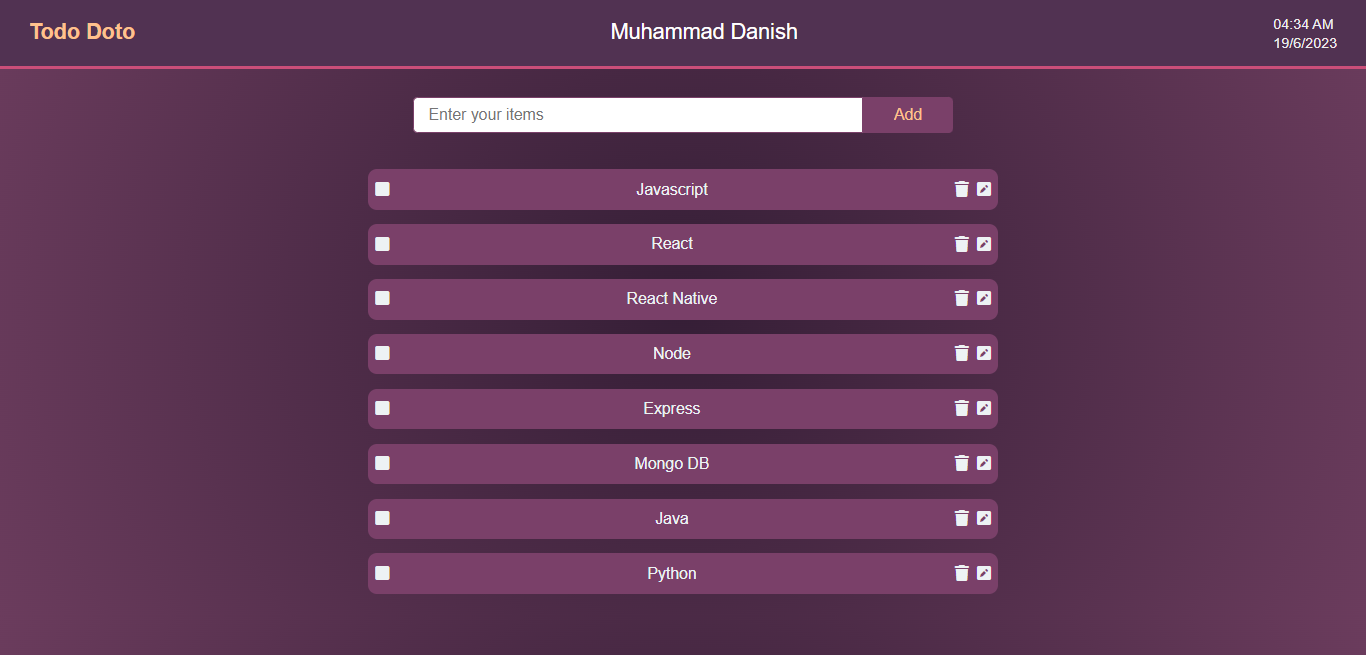 Todo Doto
Muhammad Danish
04:34 AM
19/6/2023
Enter your items
Add
Javascript
React
React Native
Node
Express
Mongo DB
Java
Python